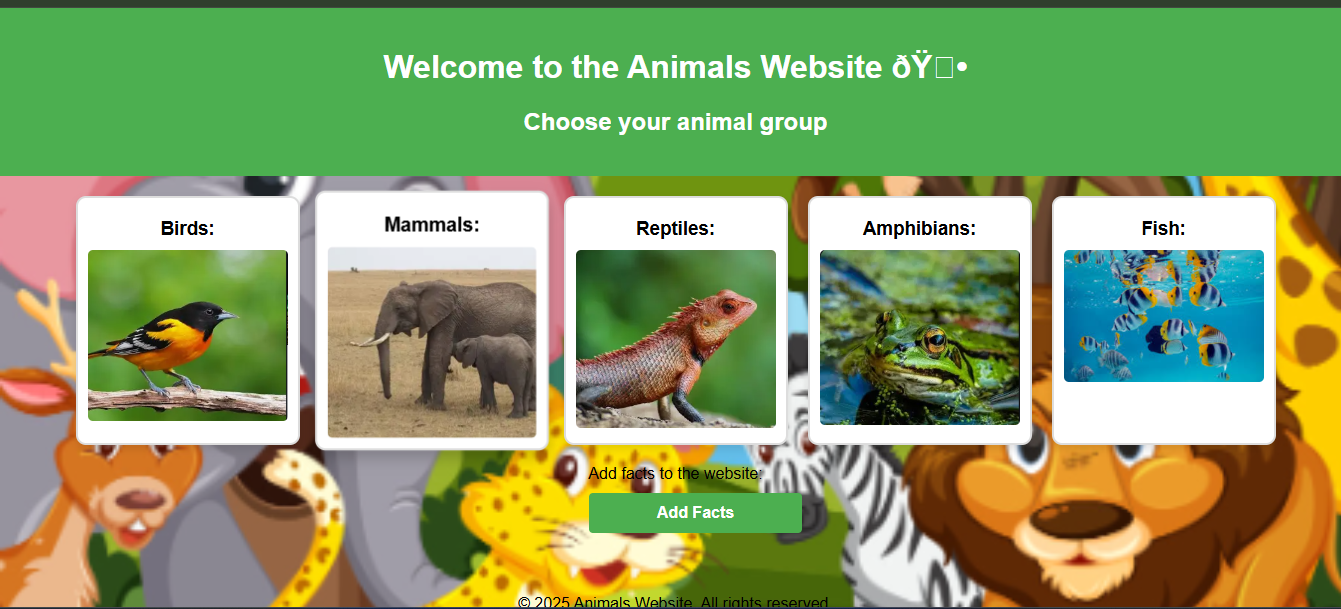 Welcome to the Animals Website ðŸ□•
Choose your animal group
Birds:
Mammals:
Reptiles:
Amphibians:
Fish:
Add facts to the website:
Add Facts
© 2025 Animals Website. All rights reserved